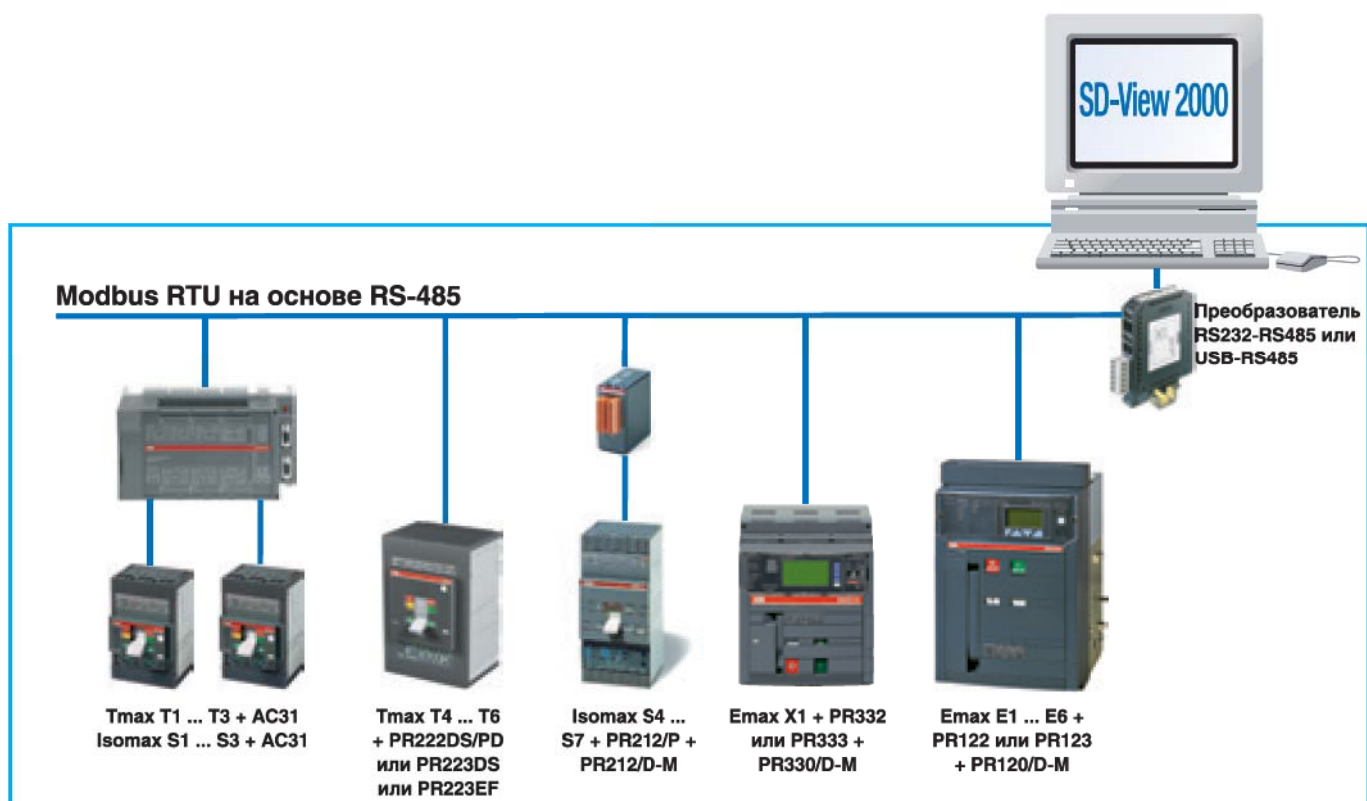 SD-View 2000
Modbus RTU на основе RS-485
Преобразователь
RS232-RS485 или
USB-RS485
Tmax T1 ... T3 + AC31
Isomax S1 ... S3 + AC31
Tmax T4 ... T6
+ PR222DS/PD
или PR223DS
или PR223EF
Isomax S4 ...
S7 + PR212/P +
PR212/D-M
Emax X1 + PR332
или PR333 +
PR330/D-M
Emax E1 ... E6 +
PR122 или PR123
+ PR120/D-M